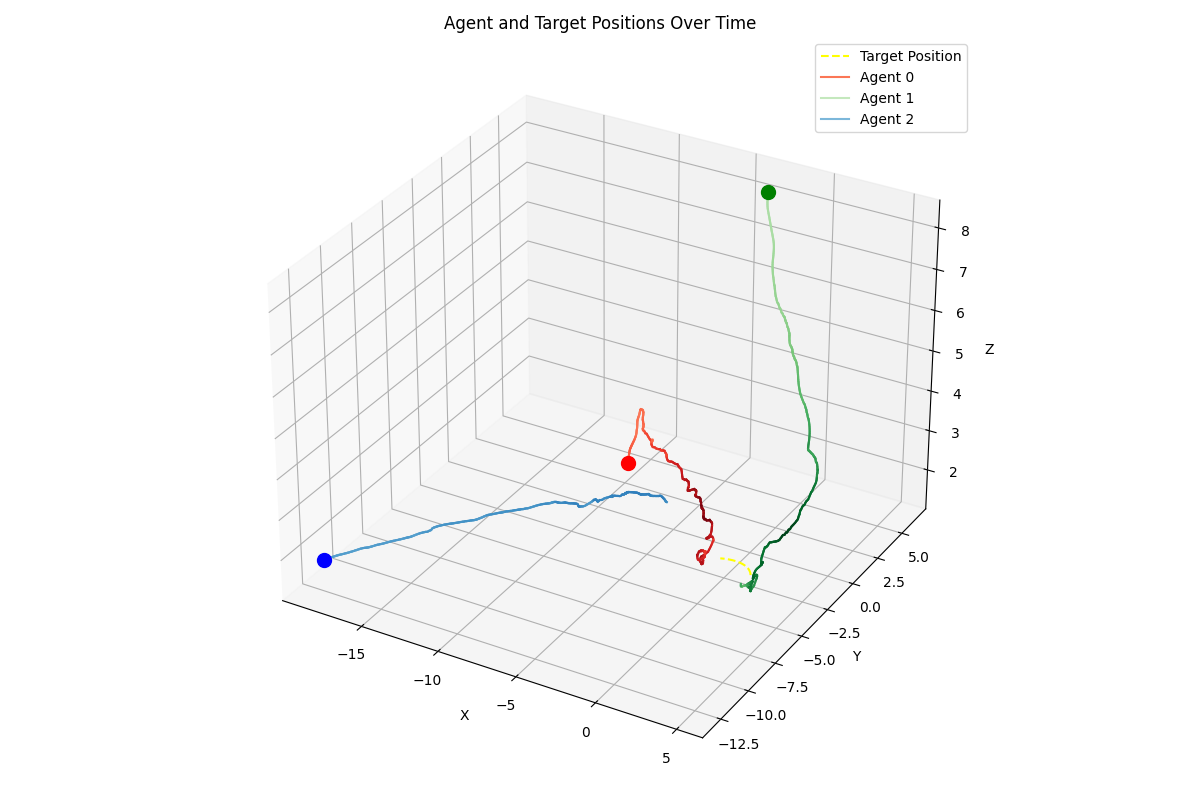 Agent and Target Positions Over Time
Target Position
Agent 0
Agent 1
Agent 2
8
7
6
5
4
3
2
Z
5.0
2.5
0.0
−2.5
−5.0
−7.5
−10.0
−12.5
Y
−15
−10
−5
0
5
X